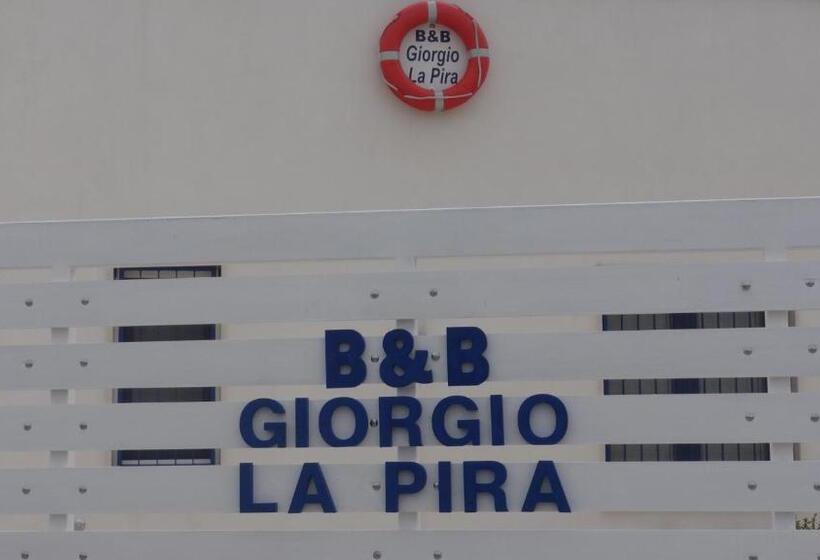 B&B
Giorgio
La Pira
B&B
GIORGIO
LA PIRA